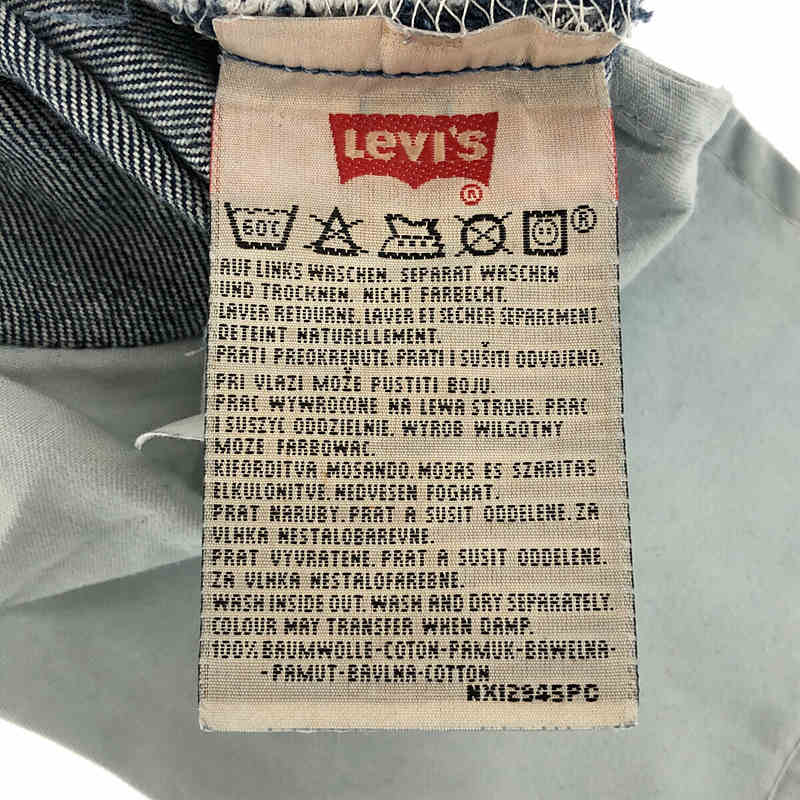 Levi's ®
60°C ®
AUF LINKS WASCHEN. SEPARAT WASCHEN
UND TROCKNEN. NICHT FARBECHT.
LAVER RETOURNE. LAVER ET SECHER SEPAREMENT.
DETEINT NATURELLEMENT.
PRATI PREOKRENUTE. PRATI I SUŠITI ODVOJENO.
PRI VLAZI MOŽE PUSTITI BOJU.
PRAC WYWROCONE NA LEWA STRONE. PRAC
I SUSZYC ODDZIELNIE. WYROB WILGOTNY
MOZE FARBOWAC.
KIFORDITVA MOSANDO. MOSAS ES SZARITAS
ELKULONITVE. NEDVESEN FOGHAT.
PRAT NARUBY. PRAT A SUSIT ODDELENE. ZA
VLHKA NESTALOBAREVNE.
PRAT VYVRATENE. PRAT A SUSIT ODDELENE.
ZA VLHKA NESTALOFAREBNE.
WASH INSIDE OUT. WASH AND DRY SEPARATELY.
COLOUR MAY TRANSFER WHEN DAMP.
100% BAUMWOLLE-COTON-PAMUK-BAWELNA-
-PAMUT-BAVLNA-COTTON
NX12945PC